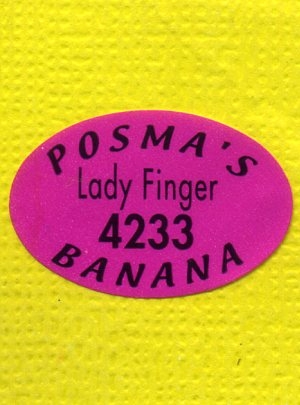 POSMA'S
Lady Finger
4233
BANANA